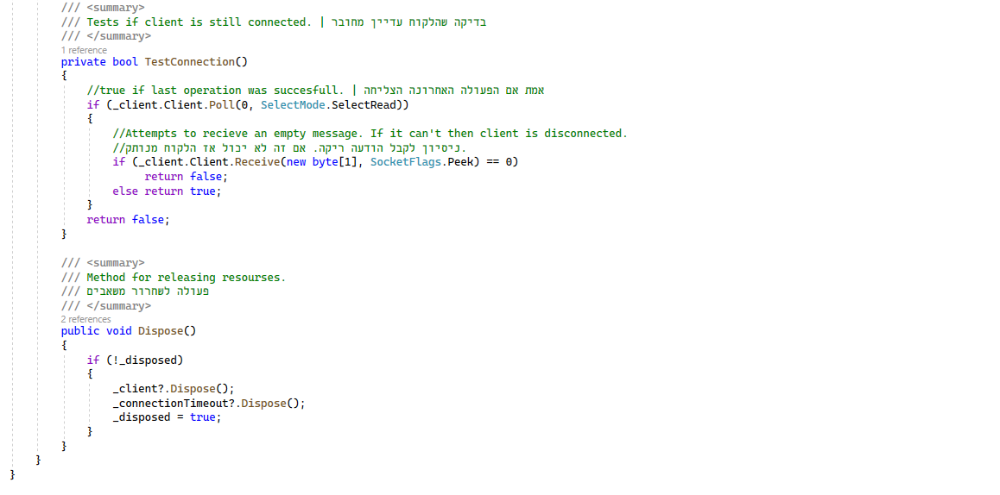 /// <summary>
/// Tests if client is still connected. | בדיקה שהלקוח עדייך מחובר
/// </summary>
1 reference
private bool TestConnection()
{
//true if last operation was succesfull. | אמת אם הפעולה האחרונה הצליחה
if (_client.Client.Poll(0, SelectMode.SelectRead))
{
//Attempts to recieve an empty message. If it can't then client is disconnected.
//ניסיון לקבל הודעה ריקה. אם זה לא יכול אז הלקוח מנותק.
if (_client.Client.Receive(new byte[1], SocketFlags.Peek) == 0)
return false;
else return true;
}
return false;
}
/// <summary>
/// Method for releasing resourses.
/// פעולה לשחרור משאבים
/// </summary>
2 references
public void Dispose()
{
if (!_disposed)
{
_client?.Dispose();
_connectionTimeout?.Dispose();
_disposed = true;
}
}
}
}